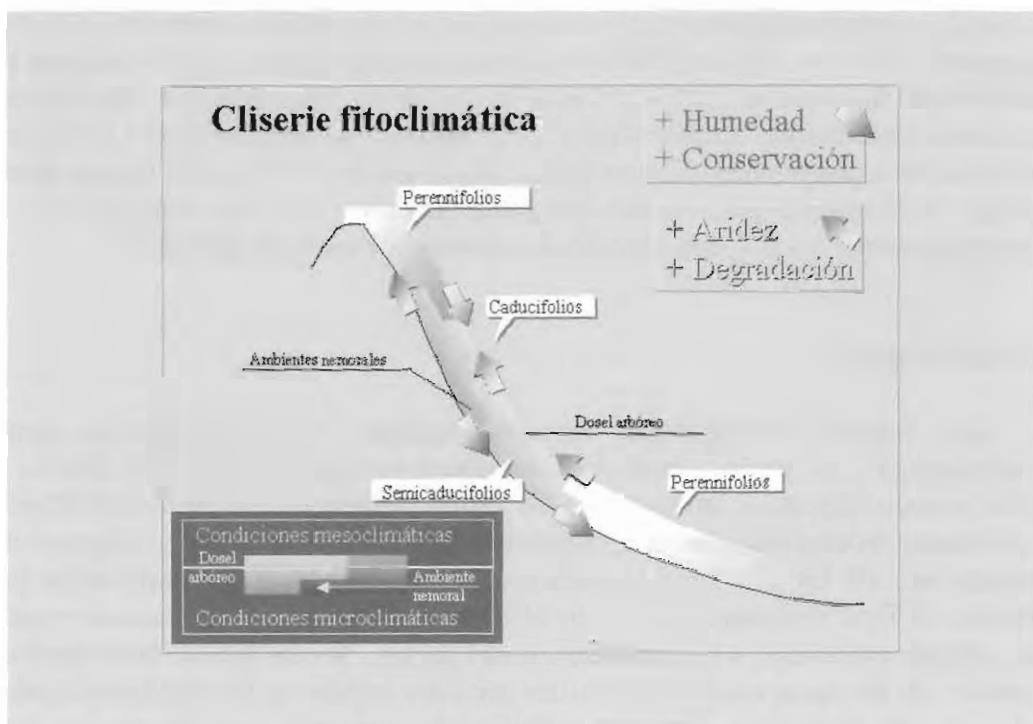 Cliserie fitoclimática
+ Humedad
+ Conservación
+ Aridez
+ Degradación
Perennifolios
Caducifolios
Ambientes nemorales
Dosel arbóreo
Semicaducifolios
Perennifolios
Condiciones mesoclimáticas
Dosel
arbóreo
Ambiente
nemoral
Condiciones microclimáticas